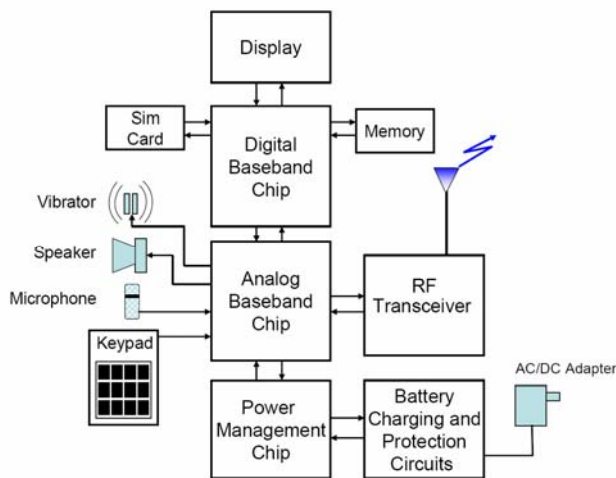 Display
Sim
Card
Digital
Baseband
Chip
Memory
Vibrator
Speaker
Microphone
Analog
Baseband
Chip
RF
Transceiver
Keypad
AC/DC Adapter
Power
Management
Chip
Battery
Charging and
Protection
Circuits